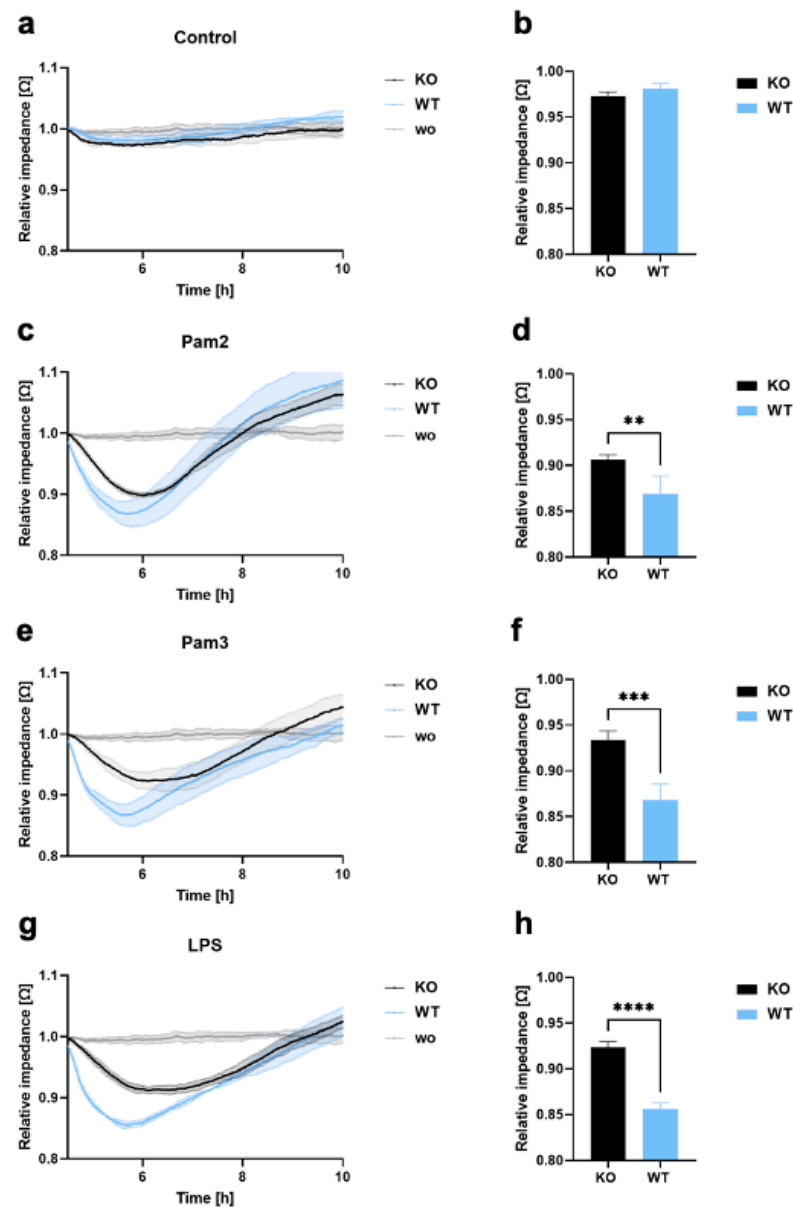 a
Control
Relative impedance [Ω]
1.1
1.0
0.9
0.8
6
8
10
Time [h]
KO
WT
wo
b
Relative impedance [Ω]
1.00
0.95
0.90
0.85
0.80
KO
WT
KO
WT
c
Pam2
Relative impedance [Ω]
1.1
1.0
0.9
0.8
6
8
10
Time [h]
KO
WT
wo
d
Relative impedance [Ω]
1.00
0.95
0.90
0.85
0.80
**
KO
WT
KO
WT
e
Pam3
Relative impedance [Ω]
1.1
1.0
0.9
0.8
6
8
10
Time [h]
KO
WT
wo
f
Relative impedance [Ω]
1.00
0.95
0.90
0.85
0.80
***
KO
WT
KO
WT
g
LPS
Relative impedance [Ω]
1.1
1.0
0.9
0.8
6
8
10
Time [h]
KO
WT
wo
h
Relative impedance [Ω]
1.00
0.95
0.90
0.85
0.80
****
KO
WT
KO
WT